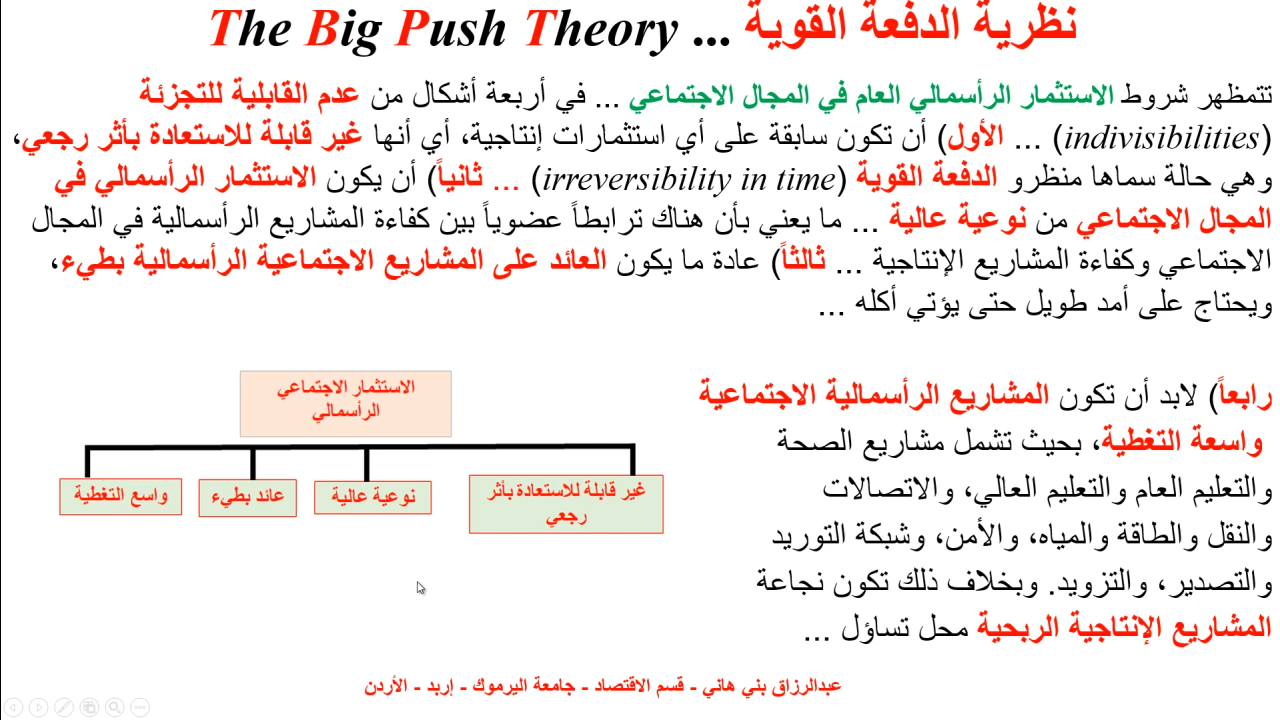 نظرية الدفعة القوية ... The Big Push Theory
تتمظهر شروط الاستثمار الرأسمالي العام في المجال الاجتماعي ... في أربعة أشكال من عدم القابلية للتجزئة
(indivisibilities) ... الأول) أن تكون سابقة على أي استثمارات إنتاجية، أي أنها غير قابلة للاستعادة بأثر رجعي،
وهي حالة سماها منظرو الدفعة القوية (irreversibility in time) ... ثانياً) أن يكون الاستثمار الرأسمالي في
المجال الاجتماعي من نوعية عالية ... ما يعني بأن هناك ترابطاً عضوياً بين كفاءة المشاريع الرأسمالية في المجال
الاجتماعي وكفاءة المشاريع الإنتاجية ... ثالثاً) عادة ما يكون العائد على المشاريع الاجتماعية الرأسمالية بطيء،
ويحتاج على أمد طويل حتى يؤتي أكله ...
رابعاً) لابد أن تكون المشاريع الرأسمالية الاجتماعية
واسعة التغطية، بحيث تشمل مشاريع الصحة
والتعليم العام والتعليم العالي، والاتصالات
والنقل والطاقة والمياه، والأمن، وشبكة التوريد
والتصدير، والتزويد. وبخلاف ذلك تكون نجاعة
المشاريع الإنتاجية الربحية محل تساؤل ...
الاستثمار الاجتماعي
الرأسمالي
غير قابلة للاستعادة بأثر
رجعي
نوعية عالية
عائد بطيء
واسع التغطية
عبدالرزاق بني هاني - قسم الاقتصاد - جامعة اليرموك - إربد - الأردن